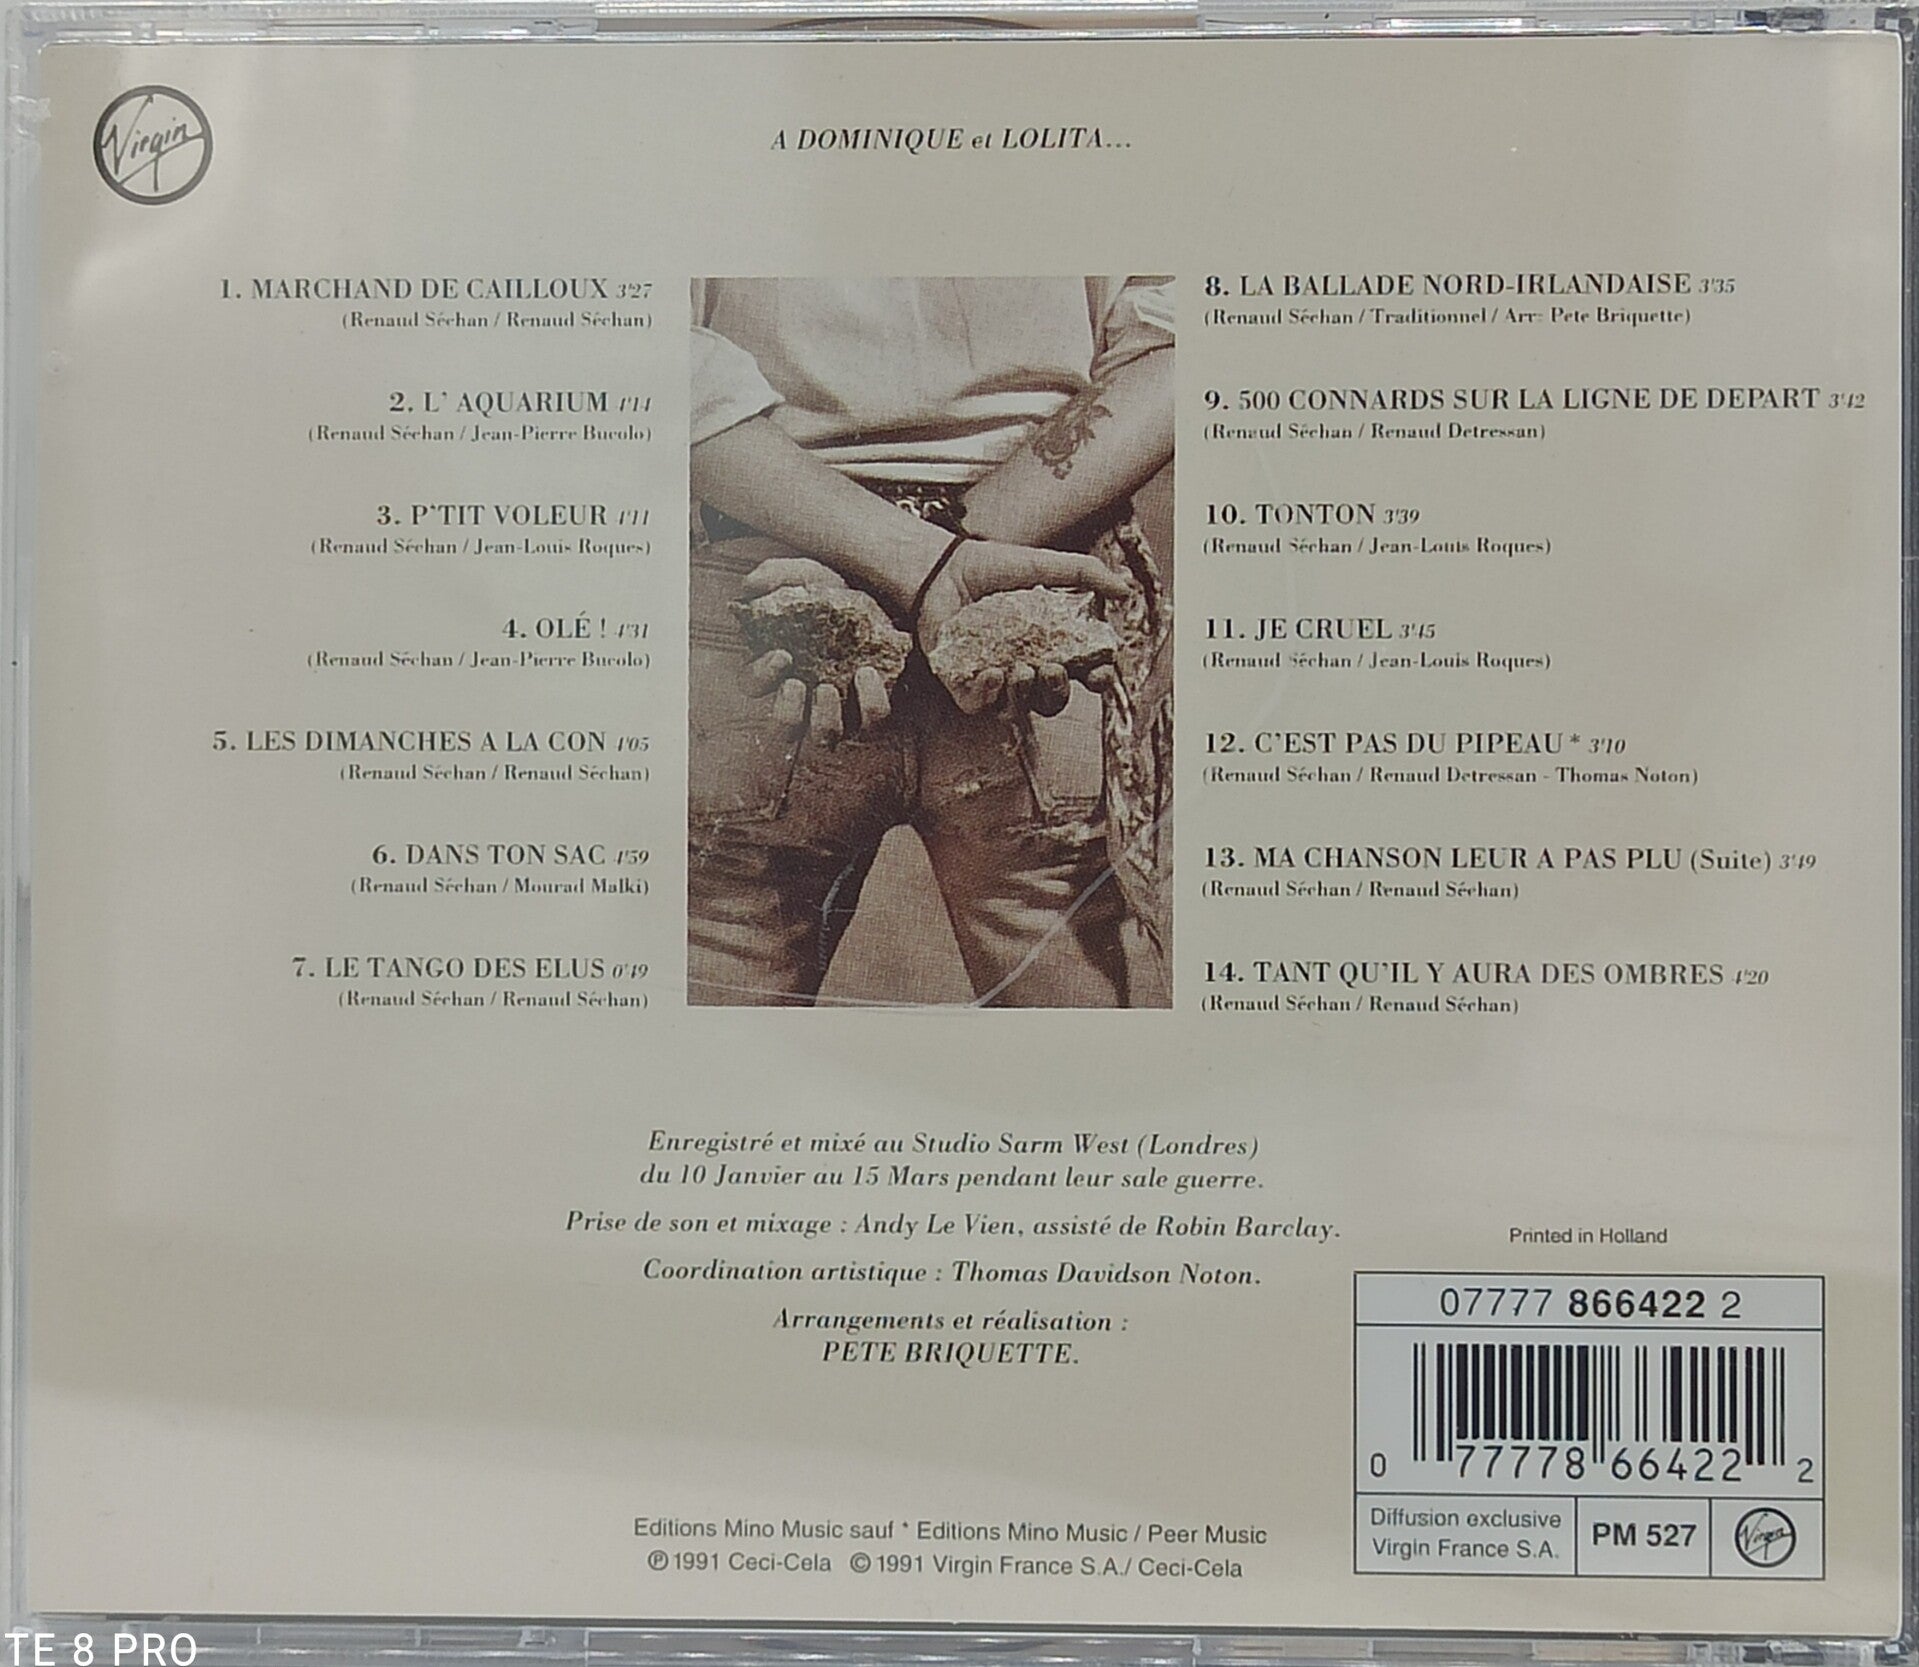 Virgin
A DOMINIQUE et LOLITA...
1. MARCHAND DE CAILLOUX 3'27
(Renaud Séchan / Renaud Séchan)
2. L' AQUARIUM 4'14
(Renaud Séchan / Jean-Pierre Bucolo)
3. P'TIT VOLEUR 4'11
(Renaud Séchan / Jean-Louis Roques)
4. OLÉ ! 4'31
(Renaud Séchan / Jean-Pierre Bucolo)
5. LES DIMANCHES A LA CON 4'05
(Renaud Séchan / Renaud Séchan)
6. DANS TON SAC 4'59
(Renaud Séchan / Mourad Malki)
7. LE TANGO DES ELUS 0'49
(Renaud Séchan / Renaud Séchan)
8. LA BALLADE NORD-IRLANDAISE 3'35
(Renaud Séchan / Traditionnel / Arr: Pete Briquette)
9. 500 CONNARDS SUR LA LIGNE DE DEPART 3'42
(Renaud Séchan / Renaud Detressan)
10. TONTON 3'39
(Renaud Séchan / Jean-Louis Roques)
11. JE CRUEL 3'45
(Renaud Séchan / Jean-Louis Roques)
12. C'EST PAS DU PIPEAU * 3'10
(Renaud Séchan / Renaud Detressan - Thomas Noton)
13. MA CHANSON LEUR A PAS PLU (Suite) 3'49
(Renaud Séchan / Renaud Séchan)
14. TANT QU'IL Y AURA DES OMBRES 4'20
(Renaud Séchan / Renaud Séchan)
Enregistré et mixé au Studio Sarm West (Londres)
du 10 Janvier au 15 Mars pendant leur sale guerre.
Prise de son et mixage : Andy Le Vien, assisté de Robin Barclay.
Coordination artistique : Thomas Davidson Noton.
Arrangements et réalisation :
PETE BRIQUETTE.
Printed in Holland
07777 866422 2
0 77778 66422 2
Diffusion exclusive
Virgin France S.A.
PM 527
Virgin
Editions Mino Music sauf * Editions Mino Music / Peer Music
℗ 1991 Ceci-Cela © 1991 Virgin France S.A./ Ceci-Cela
TE 8 PRO